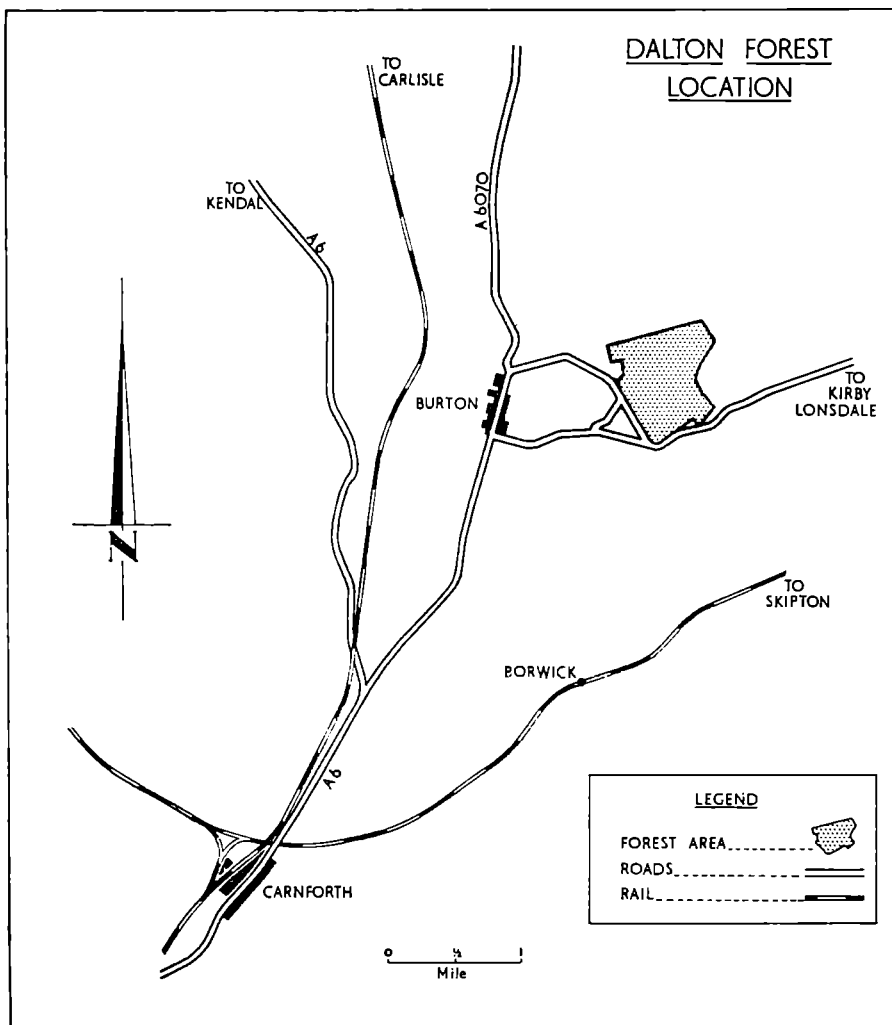 DALTON FOREST
LOCATION
TO
CARLISLE
TO
KENDAL
A6
A6070
BURTON
TO
KIRBY
LONSDALE
N
TO
SKIPTON
BORWICK
A6
CARNFORTH
LEGEND
FOREST AREA
ROADS
RAIL
0 ½ 1
Mile